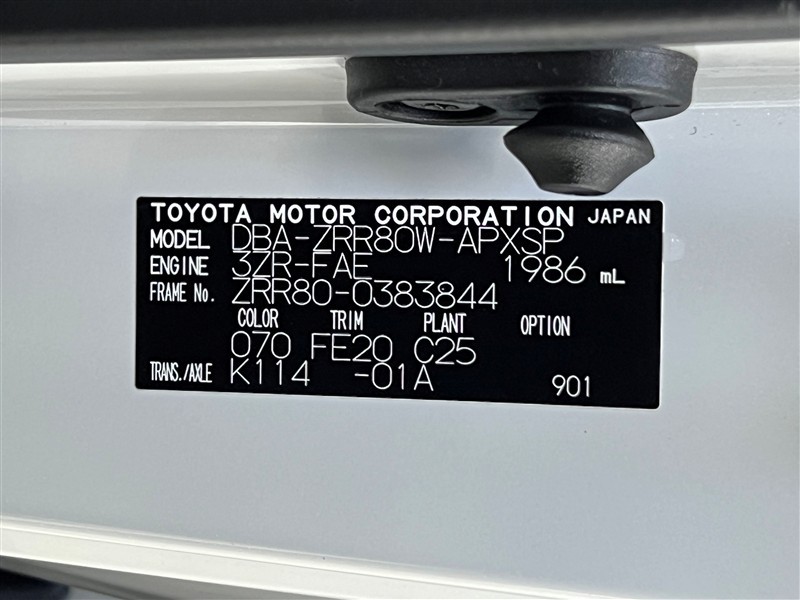 TOYOTA MOTOR CORPORATION JAPAN
MODEL DBA-ZRR80W-APXSP
ENGINE 3ZR-FAE 1986 mL
FRAME No. ZRR80-0383844
COLOR TRIM PLANT OPTION
070 FE20 C25
TRANS./AXLE K114 -01A 901